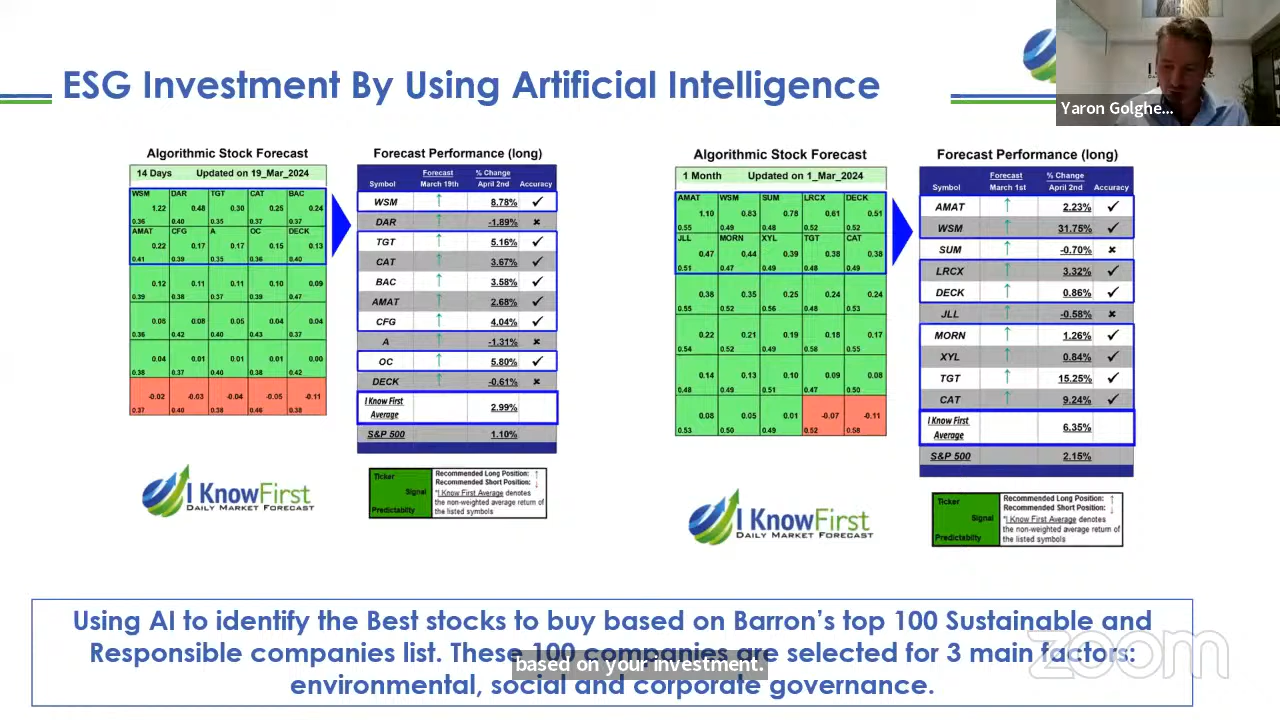 ESG Investment By Using Artificial Intelligence
Yaron Golghe...
Algorithmic Stock Forecast
14 Days Updated on 19_Mar_2024
WSM DAR TGT CAT BAC
1.22 0.48 0.30 0.25 0.24
0.36 0.40 0.35 0.37 0.37
AMAT CFG A OC DECK
0.22 0.17 0.17 0.15 0.13
0.41 0.39 0.35 0.36 0.40
0.12 0.11 0.11 0.10 0.09
0.39 0.38 0.37 0.39 0.47
0.06 0.08 0.05 0.04 0.04
0.36 0.42 0.40 0.43 0.37
0.04 0.01 0.01 0.01 0.00
0.38 0.37 0.40 0.38 0.42
-0.02 -0.03 -0.04 -0.05 -0.11
0.37 0.40 0.38 0.46 0.38
Forecast Performance (long)
Forecast % Change
Symbol March 19th April 2nd Accuracy
WSM ↑ 8.78% ✓
DAR ↑ -1.89% ×
TGT ↑ 5.16% ✓
CAT ↑ 3.67% ✓
BAC ↑ 3.58% ✓
AMAT ↑ 2.68% ✓
CFG ↑ 4.04% ✓
A ↑ -1.31% ×
OC ↑ 5.80% ✓
DECK ↑ -0.61% ×
I Know First
Average 2.99%
S&P 500 1.10%
I KnowFirst
DAILY MARKET FORECAST
Ticker
Signal
Predictability
Recommended Long Position: ↑
Recommended Short Position: ↓
*I Know First Average denotes
the non-weighted average return of
the listed symbols
Algorithmic Stock Forecast
1 Month Updated on 1_Mar_2024
AMAT WSM SUM LRCX DECK
1.10 0.83 0.78 0.61 0.51
0.55 0.49 0.48 0.52 0.52
JLL MORN XYL TGT CAT
0.47 0.44 0.39 0.38 0.38
0.51 0.47 0.49 0.48 0.49
0.38 0.35 0.25 0.24 0.24
0.55 0.52 0.56 0.48 0.53
0.22 0.21 0.19 0.18 0.17
0.54 0.52 0.49 0.58 0.55
0.14 0.13 0.10 0.09 0.08
0.48 0.49 0.51 0.47 0.50
0.08 0.05 0.01 -0.07 -0.11
0.53 0.50 0.49 0.52 0.58
Forecast Performance (long)
Forecast % Change
Symbol March 1st April 2nd Accuracy
AMAT ↑ 2.23% ✓
WSM ↑ 31.75% ✓
SUM ↑ -0.70% ×
LRCX ↑ 3.32% ✓
DECK ↑ 0.86% ✓
JLL ↑ -0.58% ×
MORN ↑ 1.26% ✓
XYL ↑ 0.84% ✓
TGT ↑ 15.25% ✓
CAT ↑ 9.24% ✓
I Know First
Average 6.35%
S&P 500 2.15%
I KnowFirst
DAILY MARKET FORECAST
Ticker
Signal
Predictability
Recommended Long Position: ↑
Recommended Short Position: ↓
*I Know First Average denotes
the non-weighted average return of
the listed symbols
Using AI to identify the Best stocks to buy based on Barron’s top 100 Sustainable and
Responsible companies list. These 100 companies are selected for 3 main factors:
environmental, social and corporate governance.
based on your investment.
zoom